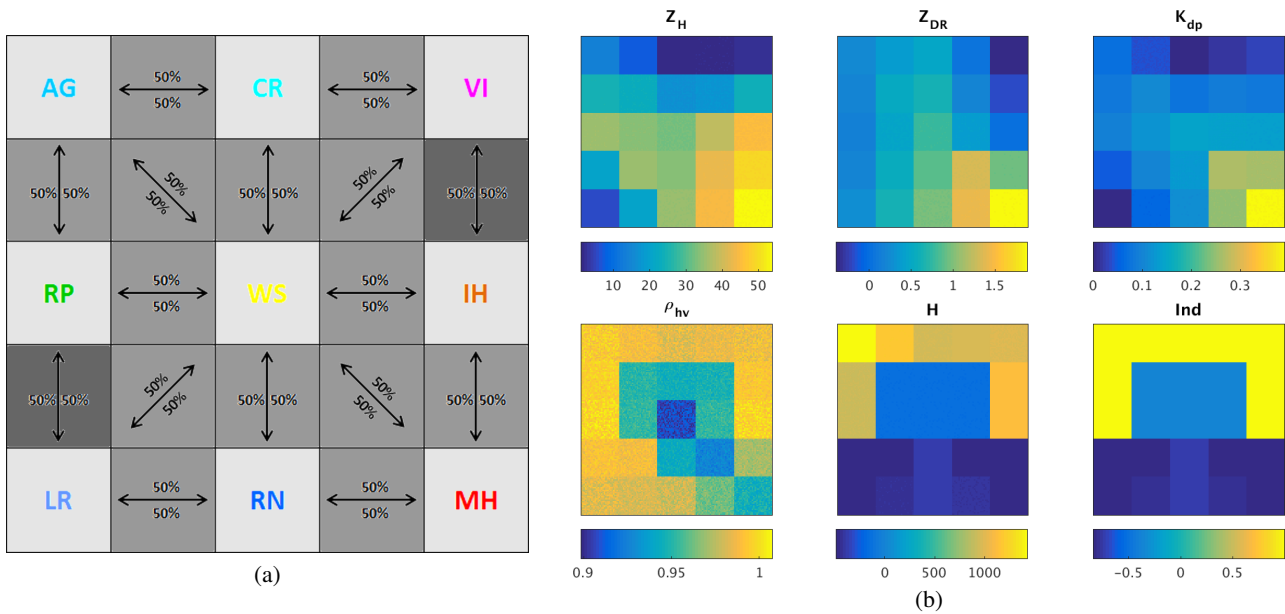 AG 50% 50% CR 50% 50% VI
50% 50% 50% 50% 50% 50% 50% 50% 50% 50%
RP 50% 50% WS 50% 50% IH
50% 50% 50% 50% 50% 50% 50% 50% 50% 50%
LR 50% 50% RN 50% 50% MH
(a)
Z_H Z_DR K_dp
10 20 30 40 50
0 0.5 1 1.5
0 0.1 0.2 0.3
ρ_hv H Ind
0.9 0.95 1
0 500 1000
−0.5 0 0.5
(b)